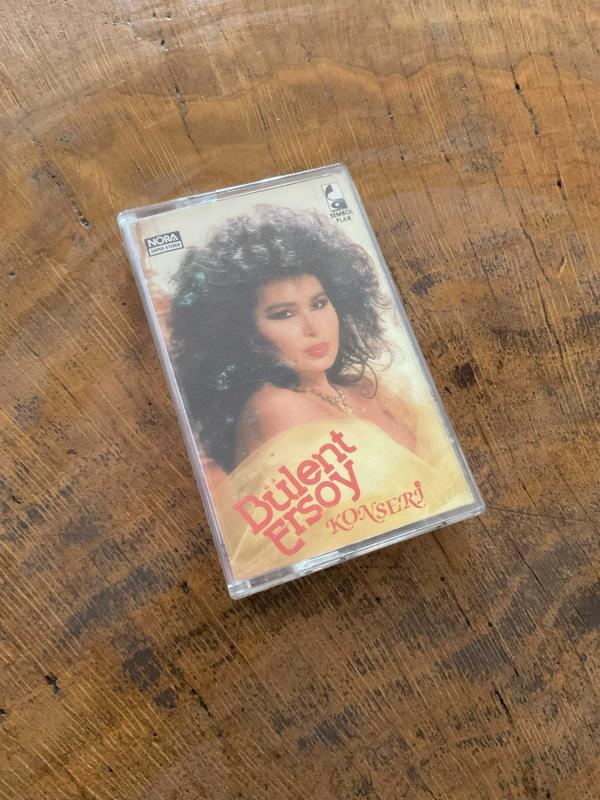 NORA
SUPER STEREO
SEMBOL
PLAK
Bülent
Ersoy
KONSERİ